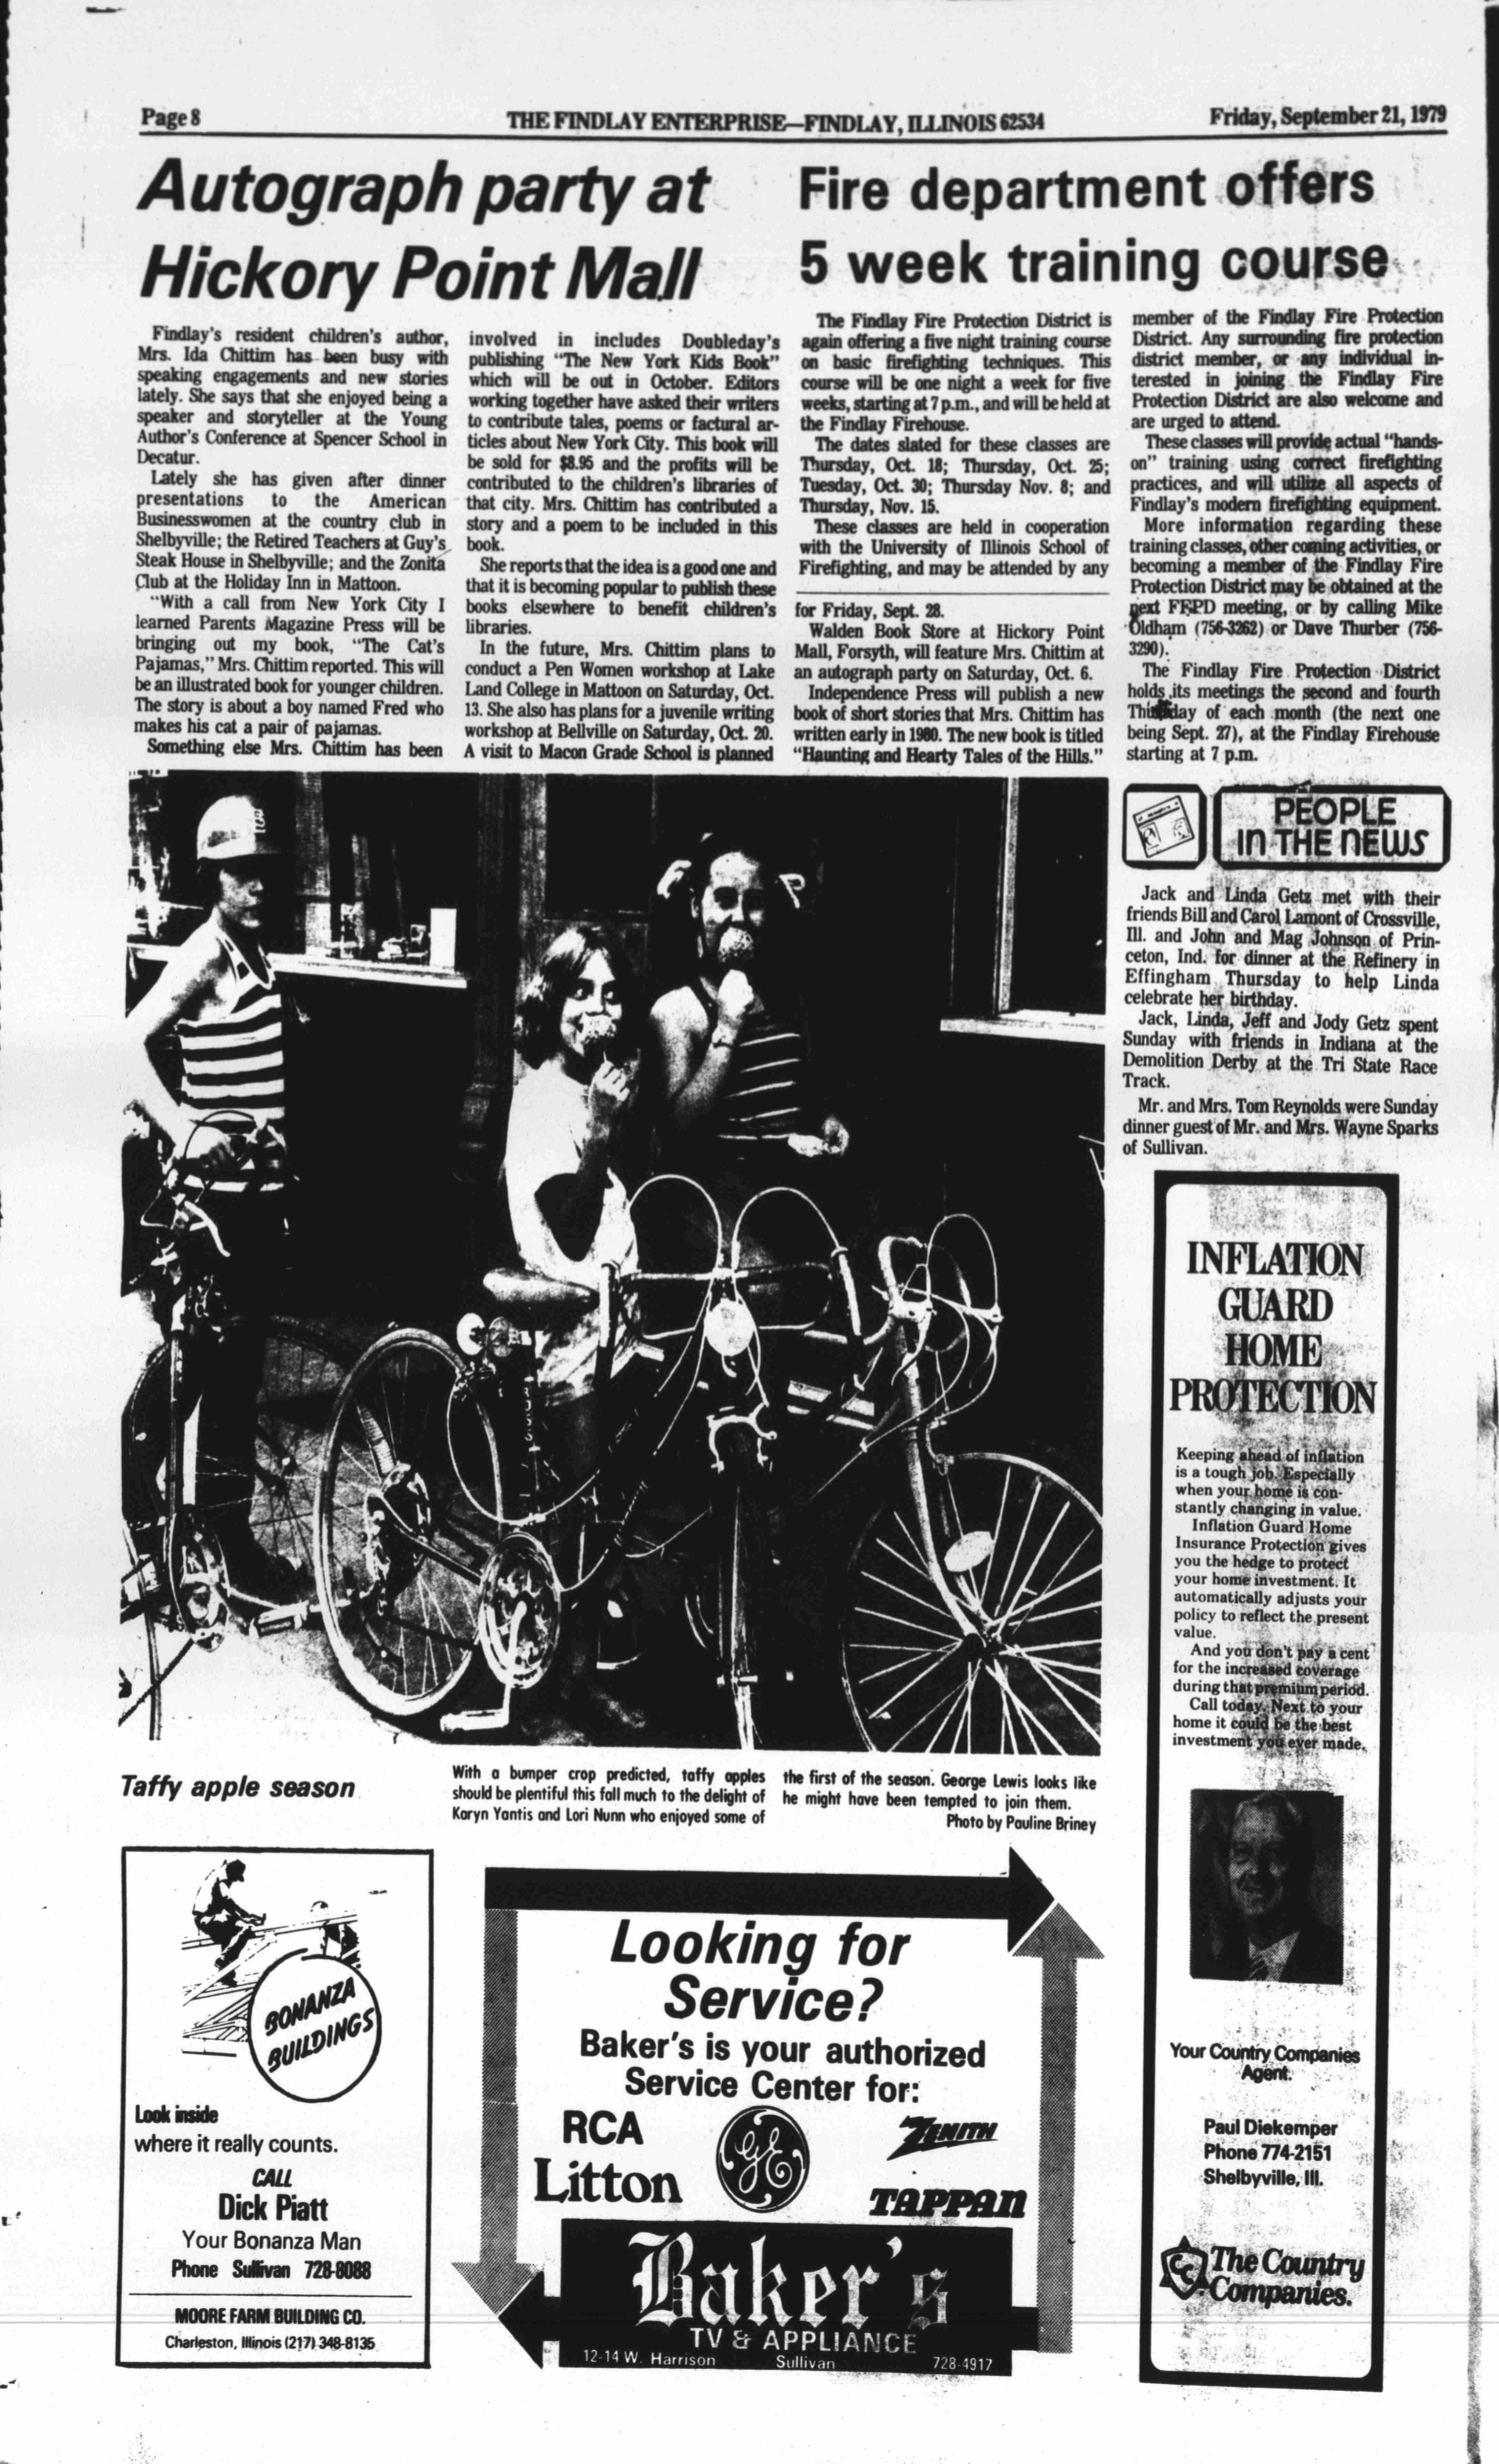 Page 8
THE FINDLAY ENTERPRISE—FINDLAY, ILLINOIS 62534
Friday, September 21, 1979
Autograph party at
Hickory Point Mall
Findlay's resident children's author,
Mrs. Ida Chittim has been busy with
speaking engagements and new stories
lately. She says that she enjoyed being a
speaker and storyteller at the Young
Author's Conference at Spencer School in
Decatur.
Lately she has given after dinner
presentations to the American
Businesswomen at the country club in
Shelbyville; the Retired Teachers at Guy's
Steak House in Shelbyville; and the Zonita
Club at the Holiday Inn in Mattoon.
"With a call from New York City I
learned Parents Magazine Press will be
bringing out my book, "The Cat's
Pajamas," Mrs. Chittim reported. This will
be an illustrated book for younger children.
The story is about a boy named Fred who
makes his cat a pair of pajamas.
Something else Mrs. Chittim has been
involved in includes Doubleday's
publishing "The New York Kids Book"
which will be out in October. Editors
working together have asked their writers
to contribute tales, poems or factural ar-
ticles about New York City. This book will
be sold for $8.95 and the profits will be
contributed to the children's libraries of
that city. Mrs. Chittim has contributed a
story and a poem to be included in this
book.
She reports that the idea is a good one and
that it is becoming popular to publish these
books elsewhere to benefit children's
libraries.
In the future, Mrs. Chittim plans to
conduct a Pen Women workshop at Lake
Land College in Mattoon on Saturday, Oct.
13. She also has plans for a juvenile writing
workshop at Bellville on Saturday, Oct. 20.
A visit to Macon Grade School is planned
for Friday, Sept. 28.
Walden Book Store at Hickory Point
Mall, Forsyth, will feature Mrs. Chittim at
an autograph party on Saturday, Oct. 6.
Independence Press will publish a new
book of short stories that Mrs. Chittim has
written early in 1980. The new book is titled
"Haunting and Hearty Tales of the Hills."
Fire department offers
5 week training course
The Findlay Fire Protection District is
again offering a five night training course
on basic firefighting techniques. This
course will be one night a week for five
weeks, starting at 7 p.m., and will be held at
the Findlay Firehouse.
The dates slated for these classes are
Thursday, Oct. 18; Thursday, Oct. 25;
Tuesday, Oct. 30; Thursday Nov. 8; and
Thursday, Nov. 15.
These classes are held in cooperation
with the University of Illinois School of
Firefighting, and may be attended by any
member of the Findlay Fire Protection
District. Any surrounding fire protection
district member, or any individual in-
terested in joining the Findlay Fire
Protection District are also welcome and
are urged to attend.
These classes will provide actual "hands-
on" training using correct firefighting
practices, and will utilize all aspects of
Findlay's modern firefighting equipment.
More information regarding these
training classes, other coming activities, or
becoming a member of the Findlay Fire
Protection District may be obtained at the
next FFPD meeting, or by calling Mike
Oldham (756-3262) or Dave Thurber (756-
3290).
The Findlay Fire Protection District
holds its meetings the second and fourth
day of each month (the next one
being Sept. 27), at the Findlay Firehouse
starting at 7 p.m.
PEOPLE
IN THE NEWS
Jack and Linda Getz met with their
friends Bill and Carol Lamont of Crossville,
Ill. and John and Mag Johnson of Prin-
ceton, Ind. for dinner at the Refinery in
Effingham Thursday to help Linda
celebrate her birthday.
Jack, Linda, Jeff and Jody Getz spent
Sunday with friends in Indiana at the
Demolition Derby at the Tri State Race
Track.
Mr. and Mrs. Tom Reynolds were Sunday
dinner guest of Mr. and Mrs. Wayne Sparks
of Sullivan.
Taffy apple season
With a bumper crop predicted, taffy apples
should be plentiful this fall much to the delight of
Karyn Yantis and Lori Nunn who enjoyed some of
the first of the season. George Lewis looks like
he might have been tempted to join them.
Photo by Pauline Briney
INFLATION
GUARD
HOME
PROTECTION
Keeping ahead of inflation
is a tough job. Especially
when your home is con-
stantly changing in value.
Inflation Guard Home
Insurance Protection gives
you the hedge to protect
your home investment. It
automatically adjusts your
policy to reflect the present
value.
And you don't pay a cent
for the increased coverage
during that premium period.
Call today. Next to your
home it could be the best
investment you ever made.
Your Country Companies
Agent.
Paul Diekemper
Phone 774-2151
Shelbyville, Ill.
CC
The Country
Companies.
BONANZA
BUILDINGS
Look inside
where it really counts.
CALL
Dick Piatt
Your Bonanza Man
Phone Sullivan 728-8088
MOORE FARM BUILDING CO.
Charleston, Illinois (217) 348-8135
Looking for
Service?
Baker's is your authorized
Service Center for:
RCA
GE
ZENITH
Litton
TAPPAN
Baker's
TV & APPLIANCE
12-14 W. Harrison Sullivan 728-4917